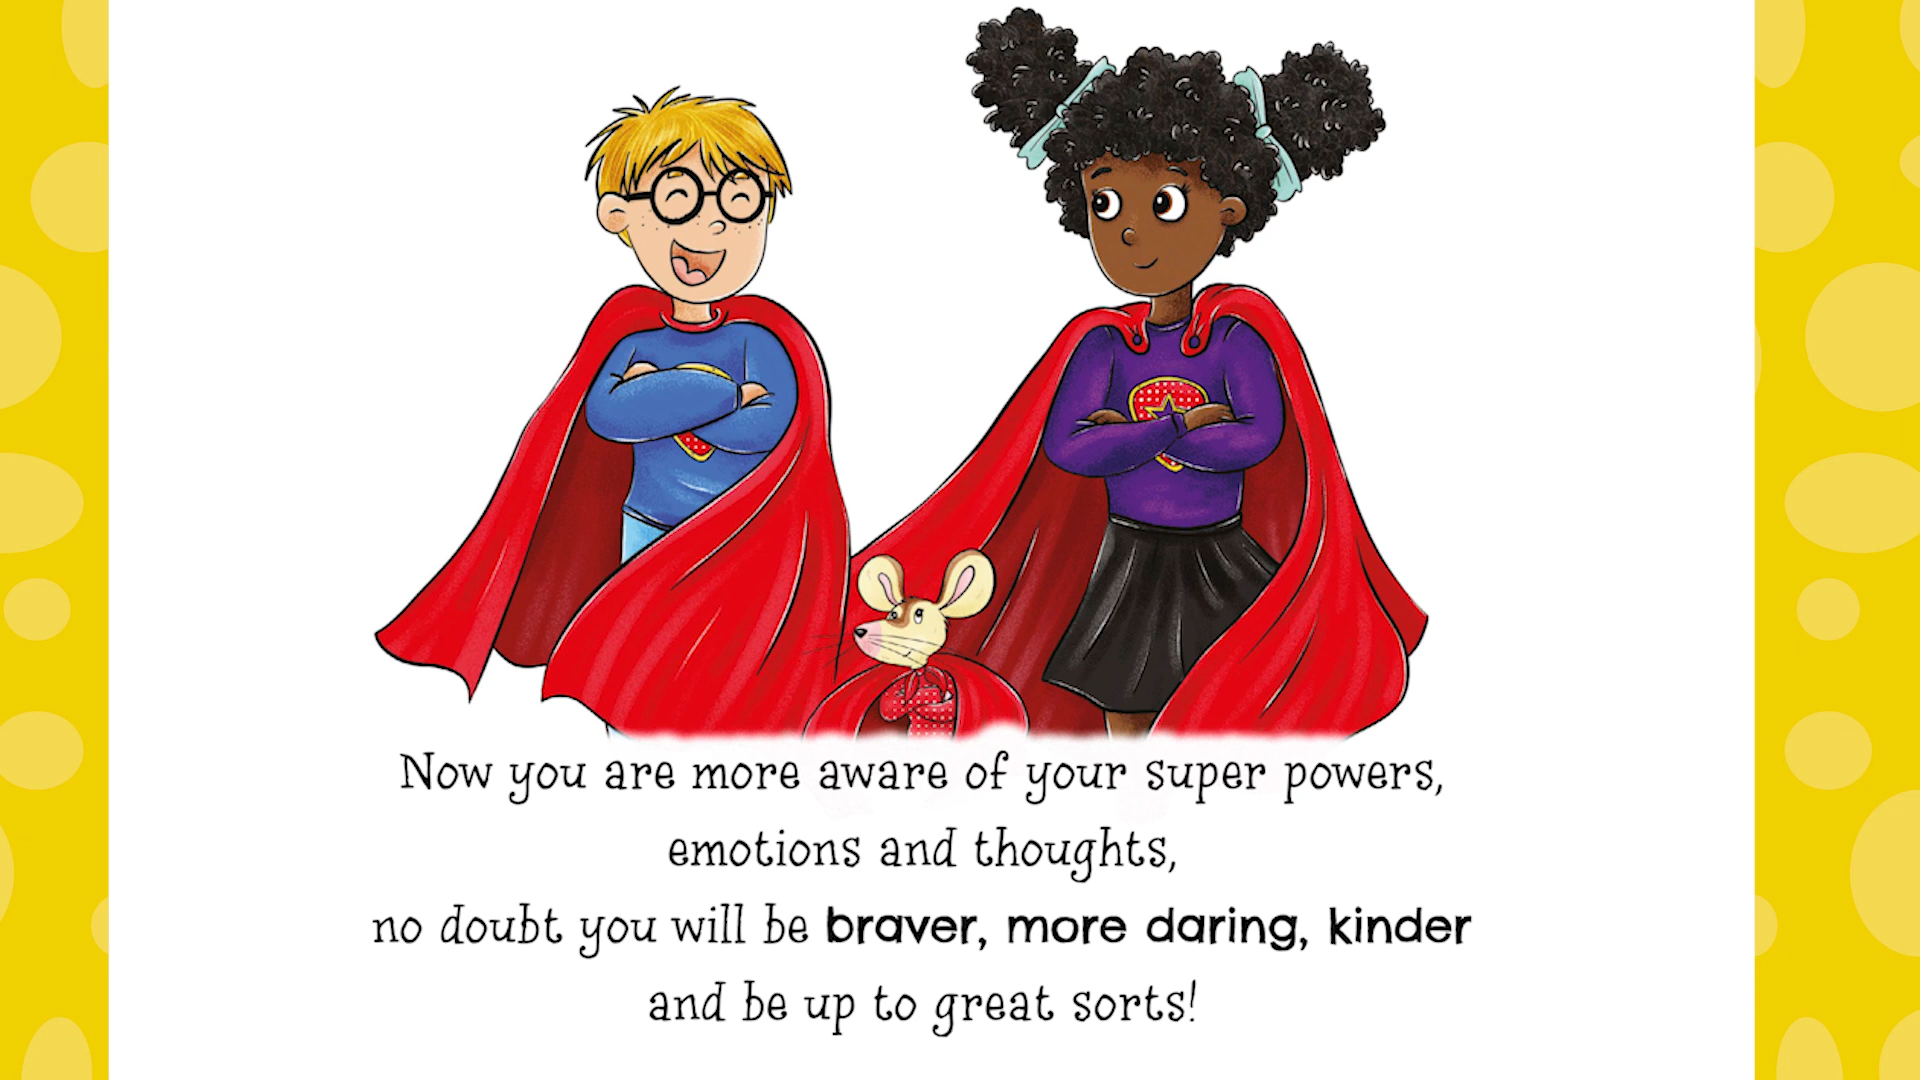 Now you are more aware of your super powers,
emotions and thoughts,
no doubt you will be braver, more daring, kinder
and be up to great sorts!